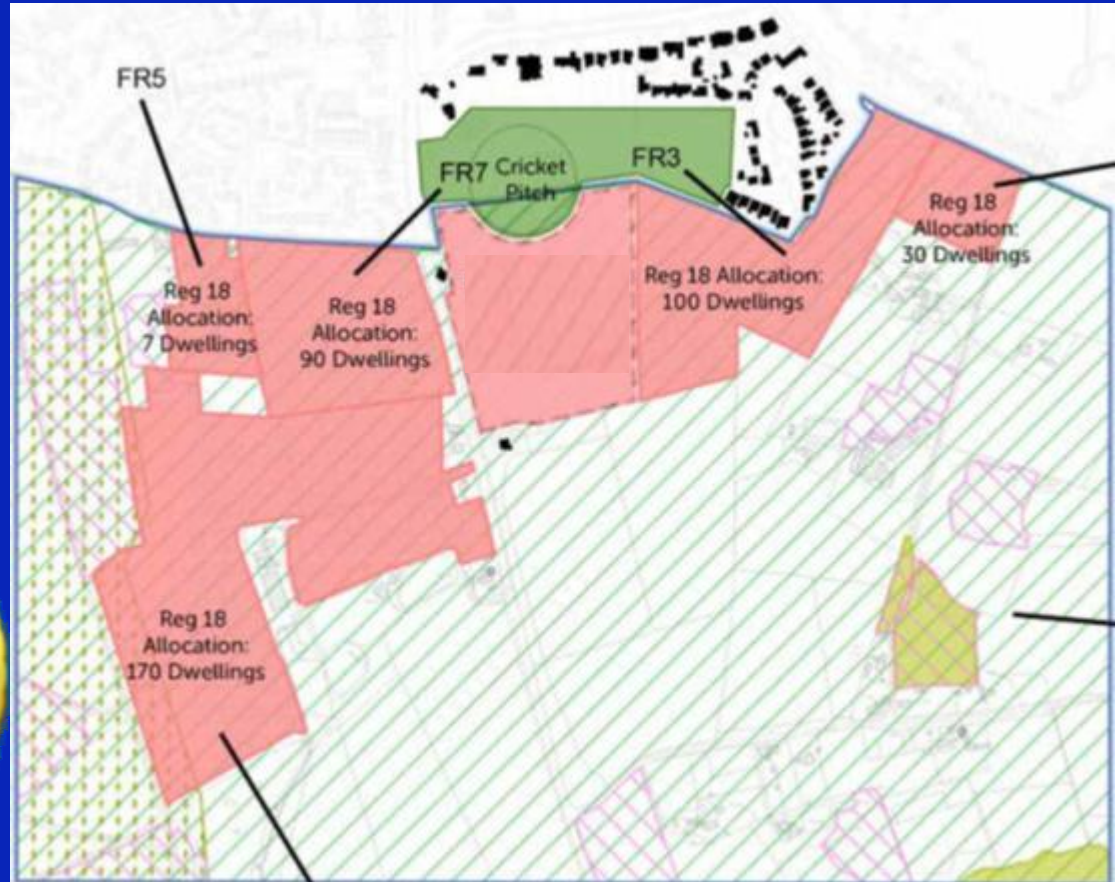 FR5
FR7
Cricket
Pitch
FR3
Reg 18
Allocation:
30 Dwellings
Reg 18
Allocation:
7 Dwellings
Reg 18
Allocation:
90 Dwellings
Reg 18 Allocation:
100 Dwellings
Reg 18
Allocation:
170 Dwellings